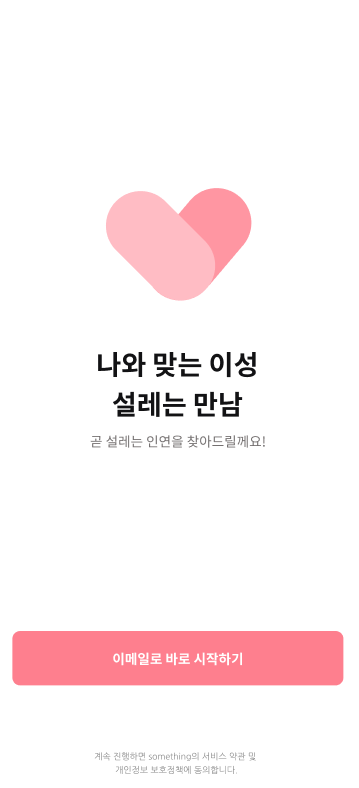 나와 맞는 이성
설레는 만남
곧 설레는 인연을 찾아드릴께요!
이메일로 바로 시작하기
계속 진행하면 something의 서비스 약관 및
개인정보 보호정책에 동의합니다.